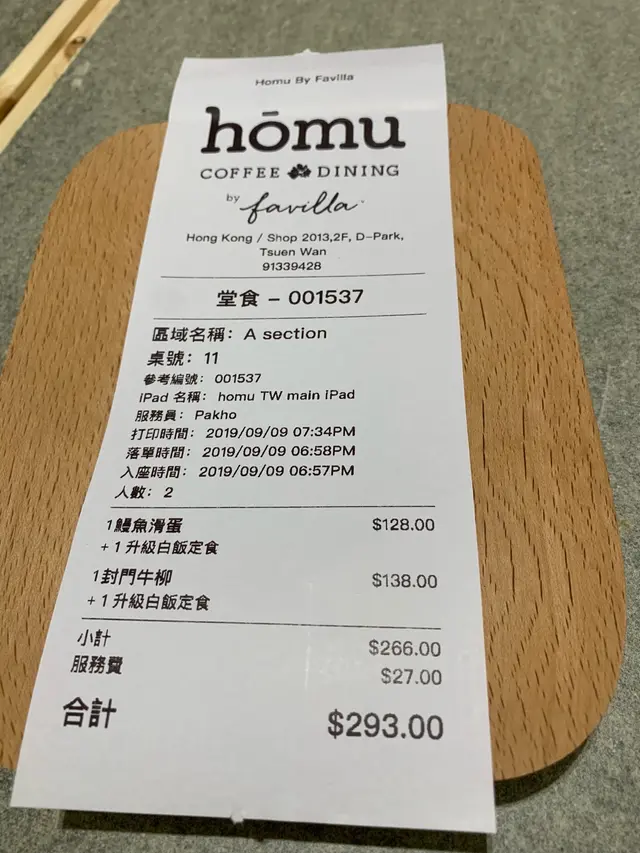 Homu By Favilla
hōmu
COFFEE DINING
by favilla
Hong Kong / Shop 2013,2F, D-Park,
Tsuen Wan
91339428
堂食 – 001537
區域名稱: A section
桌號: 11
參考編號: 001537
iPad 名稱: homu TW main iPad
服務員: Pakho
打印時間: 2019/09/09 07:34PM
落單時間: 2019/09/09 06:58PM
入座時間: 2019/09/09 06:57PM
人數: 2
1鰻魚滑蛋 $128.00
+ 1 升級白飯定食
1封門牛柳 $138.00
+ 1 升級白飯定食
小計 $266.00
服務費 $27.00
合計 $293.00